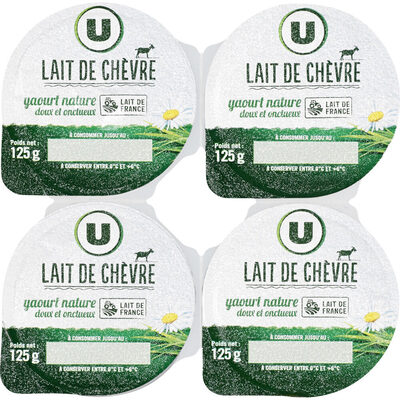 U
LAIT DE CHÈVRE
yaourt nature
doux et onctueux
LAIT DE
FRANCE
À CONSOMMER JUSQU'AU :
Poids net :
125 g
À CONSERVER ENTRE 0°C ET +6°C
U
LAIT DE CHÈVRE
yaourt nature
doux et onctueux
LAIT DE
FRANCE
À CONSOMMER JUSQU'AU :
Poids net :
125 g
À CONSERVER ENTRE 0°C ET +6°C
U
LAIT DE CHÈVRE
yaourt nature
doux et onctueux
LAIT DE
FRANCE
À CONSOMMER JUSQU'AU :
Poids net :
125 g
À CONSERVER ENTRE 0°C ET +6°C
U
LAIT DE CHÈVRE
yaourt nature
doux et onctueux
LAIT DE
FRANCE
À CONSOMMER JUSQU'AU :
Poids net :
125 g
À CONSERVER ENTRE 0°C ET +6°C